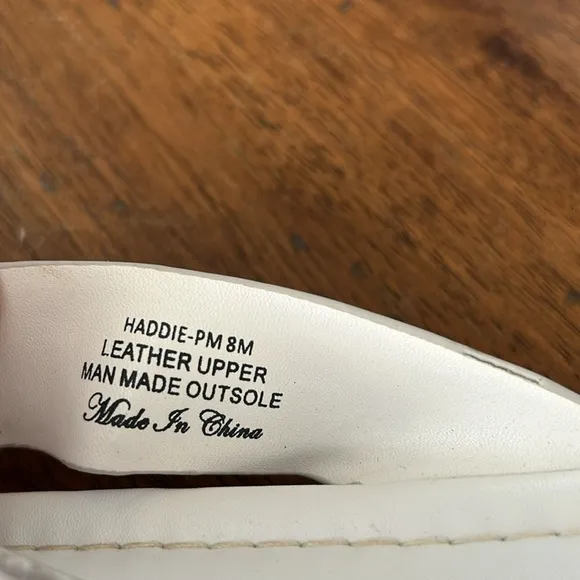 HADDIE-PM 8M
LEATHER UPPER
MAN MADE OUTSOLE
Made In China